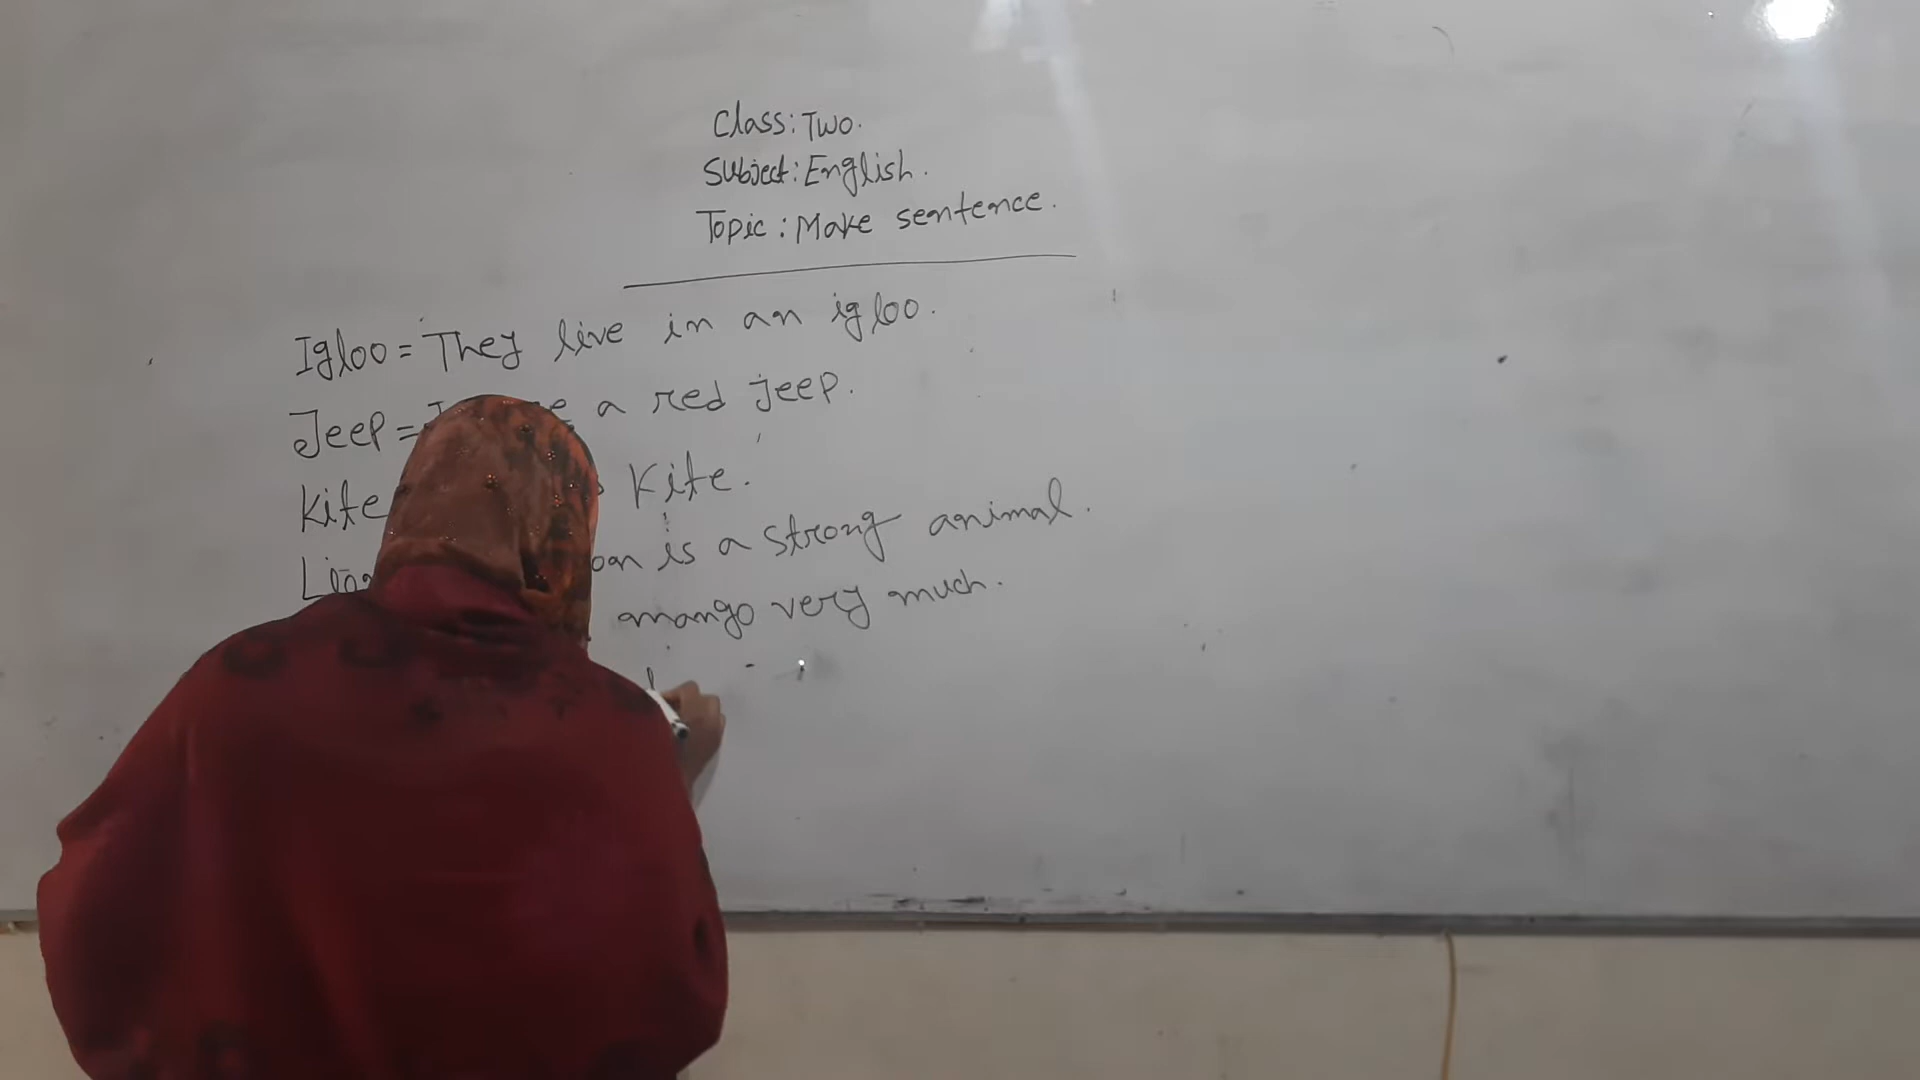 Class: Two.
Subject: English.
Topic: Make sentence.
Igloo = They live in an igloo.
Jeep = a red jeep.
Kite Kite.
is a strong animal.
mango very much.